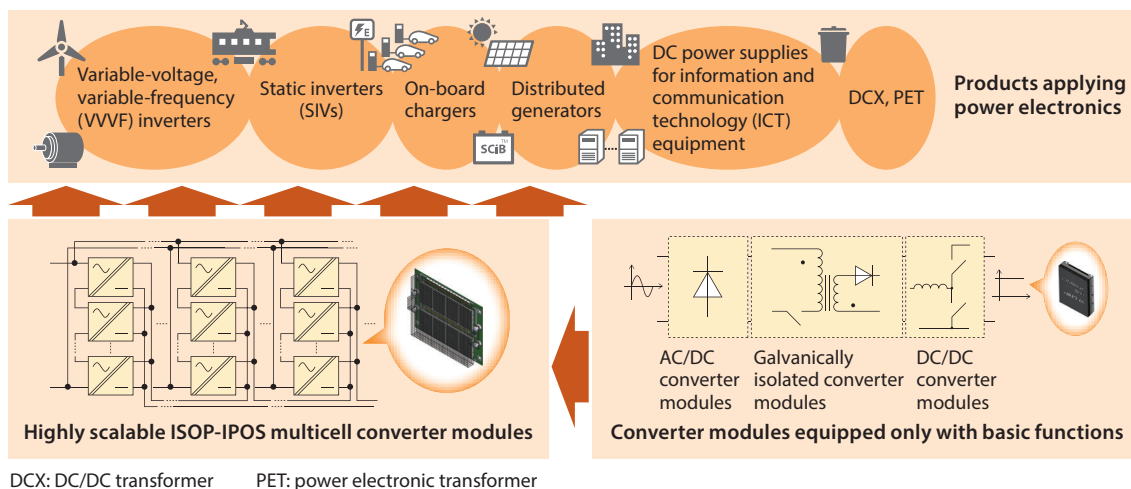 Variable-voltage,
variable-frequency
(VVVF) inverters
E
Static inverters
(SIVs)
On-board
chargers
SCiB™
Distributed
generators
DC power supplies
for information and
communication
technology (ICT)
equipment
DCX, PET
Products applying
power electronics
Highly scalable ISOP-IPOS multicell converter modules
AC/DC
converter
modules
Galvanically
isolated converter
modules
DC/DC
converter
modules
Converter modules equipped only with basic functions
DCX: DC/DC transformer
PET: power electronic transformer